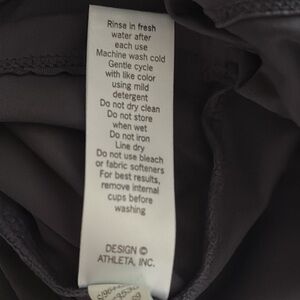 Rinse in fresh
water after
each use
Machine wash cold
Gentle cycle
with like color
using mild
detergent
Do not dry clean
Do not store
when wet
Do not iron
Line dry
Do not use bleach
or fabric softeners
For best results,
remove internal
cups before
washing
DESIGN ©
ATHLETA, INC.